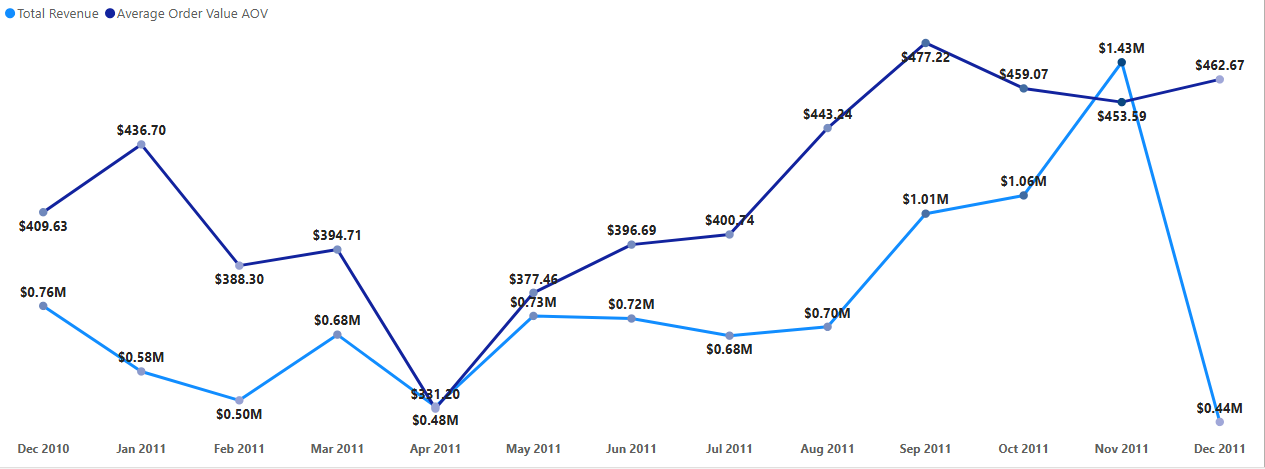 Total Revenue Average Order Value AOV
$1.43M
$477.22
$462.67
$459.07
$453.59
$443.24
$436.70
$1.06M
$1.01M
$409.63
$400.74
$396.69
$394.71
$388.30
$377.46
$0.76M
$0.73M
$0.72M
$0.70M
$0.68M
$0.68M
$0.58M
$331.20
$0.50M
$0.48M
$0.44M
Dec 2010 Jan 2011 Feb 2011 Mar 2011 Apr 2011 May 2011 Jun 2011 Jul 2011 Aug 2011 Sep 2011 Oct 2011 Nov 2011 Dec 2011